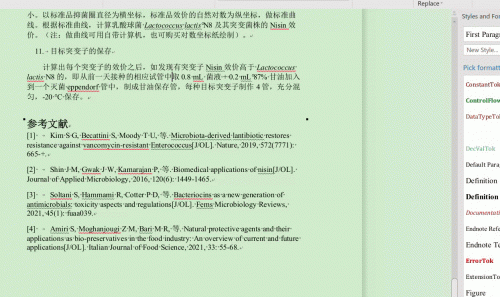 Replace
小。以标准品抑菌圈直径为横坐标，标准品效价的自然对数为纵坐标，做标准曲
线。根据标准曲线，计算乳酸球菌 Lactococcus lactis N8 及其突变菌株的 Nisin 效
价。（注：做曲线可用自带计算机，也可购买对数坐标纸绘制）。
11. 目标突变子的保存
计算出每个突变子的效价之后，如发现有突变子 Nisin 效价高于 Lactococcus
lactis N8 的，即从前一天接种的相应试管中取 0.8 mL 菌液+0.2 mL 87% 甘油加入
到一个灭菌 eppendorf 管中，制成甘油保存管，每种目标突变子制作 4 管，充分混
匀，-20 ℃ 保存。
参考文献
[1] Kim S G, Becattini S, Moody T U, 等. Microbiota-derived lantibiotic restores
resistance against vancomycin-resistant Enterococcus[J/OL]. Nature, 2019, 572(7771):
665-+.
[2] Shin J M, Gwak J W, Kamarajan P, 等. Biomedical applications of nisin[J/OL].
Journal of Applied Microbiology, 2016, 120(6): 1449-1465.
[3] Soltani S, Hammami R, Cotter P D, 等. Bacteriocins as a new generation of
antimicrobials: toxicity aspects and regulations[J/OL]. Fems Microbiology Reviews,
2021, 45(1): fuaa039.
[4] Amiri S, Moghanjougi Z M, Bari M R, 等. Natural protective agents and their
applications as bio-preservatives in the food industry: An overview of current and future
applications[J/OL]. Italian Journal of Food Science, 2021, 33: 55-68.
Styles and For
First Parag
New Style...
Pick formatt
ConstantTok
ControlFlow
DataTypeTok
DecValTok
Default Para
Definition
Definition
Documentati
Endnote Refe
Endnote Te
ErrorTok
ExtensionTo
Figure